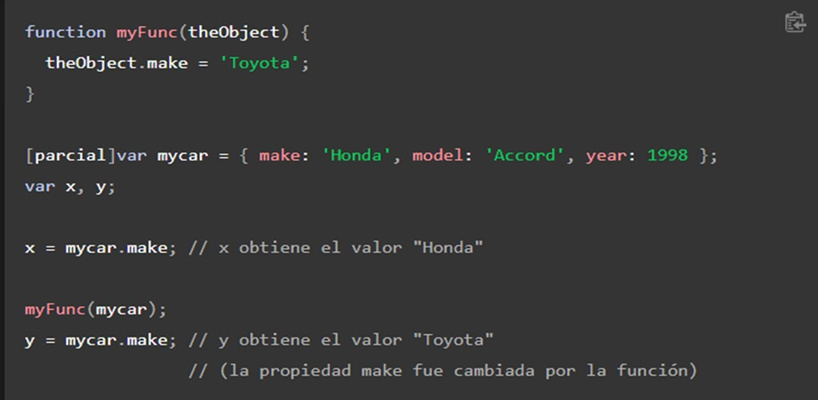 function myFunc(theObject) {
  theObject.make = 'Toyota';
}
[parcial]var mycar = { make: 'Honda', model: 'Accord', year: 1998 };
var x, y;
x = mycar.make; // x obtiene el valor "Honda"
myFunc(mycar);
y = mycar.make; // y obtiene el valor "Toyota"
                // (la propiedad make fue cambiada por la función)